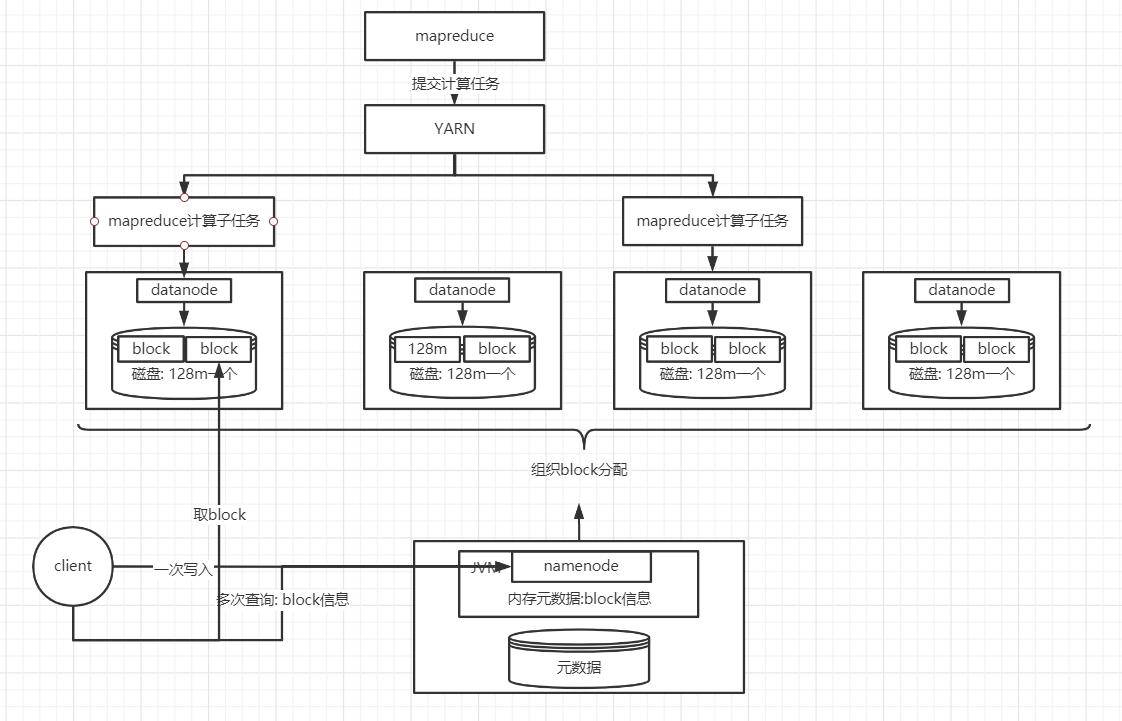 mapreduce
提交计算任务
YARN
mapreduce计算子任务
mapreduce计算子任务
datanode
datanode
datanode
datanode
block
block
128m
block
block
block
block
block
磁盘: 128m一个
磁盘: 128m一个
磁盘: 128m一个
磁盘: 128m一个
组织block分配
取block
client
一次写入
JVM
namenode
多次查询: block信息
内存元数据:block信息
元数据